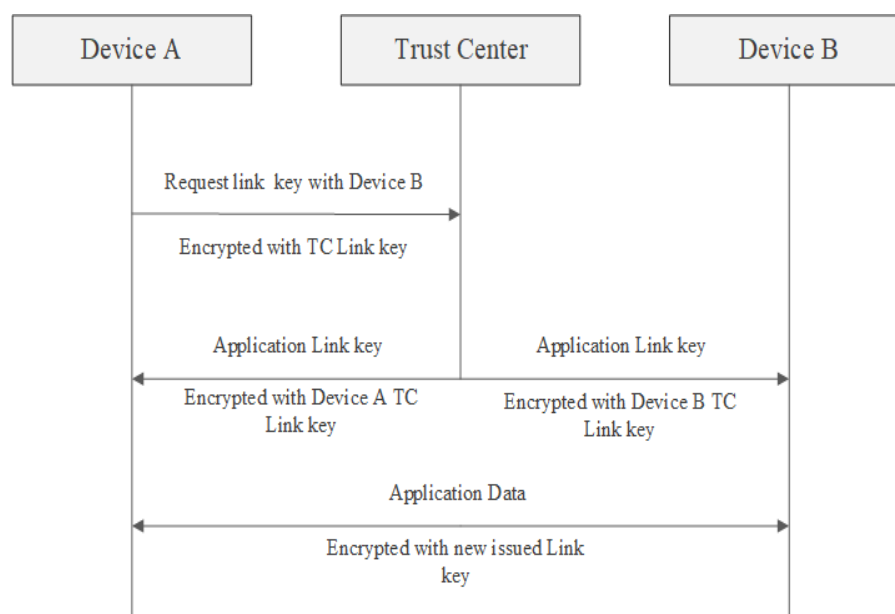 Device A
Trust Center
Device B
Request link key with Device B
Encrypted with TC Link key
Application Link key
Application Link key
Encrypted with Device A TC
Link key
Encrypted with Device B TC
Link key
Application Data
Encrypted with new issued Link
key